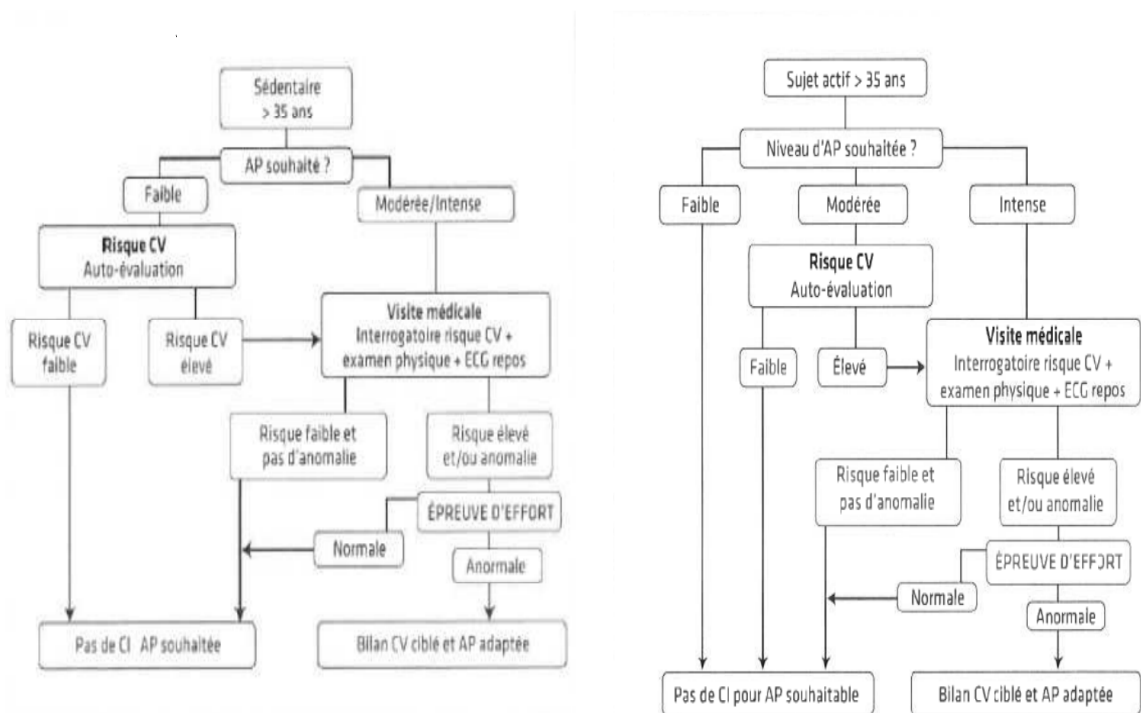 Sédentaire
> 35 ans
AP souhaité ?
Faible
Modérée/Intense
Risque CV
Auto-évaluation
Risque CV
faible
Risque CV
élevé
Visite médicale
Interrogatoire risque CV +
examen physique + ECG repos
Risque faible et
pas d'anomalie
Risque élevé
et/ou anomalie
ÉPREUVE D'EFFORT
Normale
Anormale
Pas de CI AP souhaitée
Bilan CV ciblé et AP adaptée
Sujet actif > 35 ans
Niveau d'AP souhaitée ?
Faible
Modérée
Intense
Risque CV
Auto-évaluation
Faible
Élevé
Visite médicale
Interrogatoire risque CV +
examen physique + ECG repos
Risque faible et
pas d'anomalie
Risque élevé
et/ou anomalie
ÉPREUVE D'EFFORT
Normale
Anormale
Pas de CI pour AP souhaitable
Bilan CV ciblé et AP adaptée